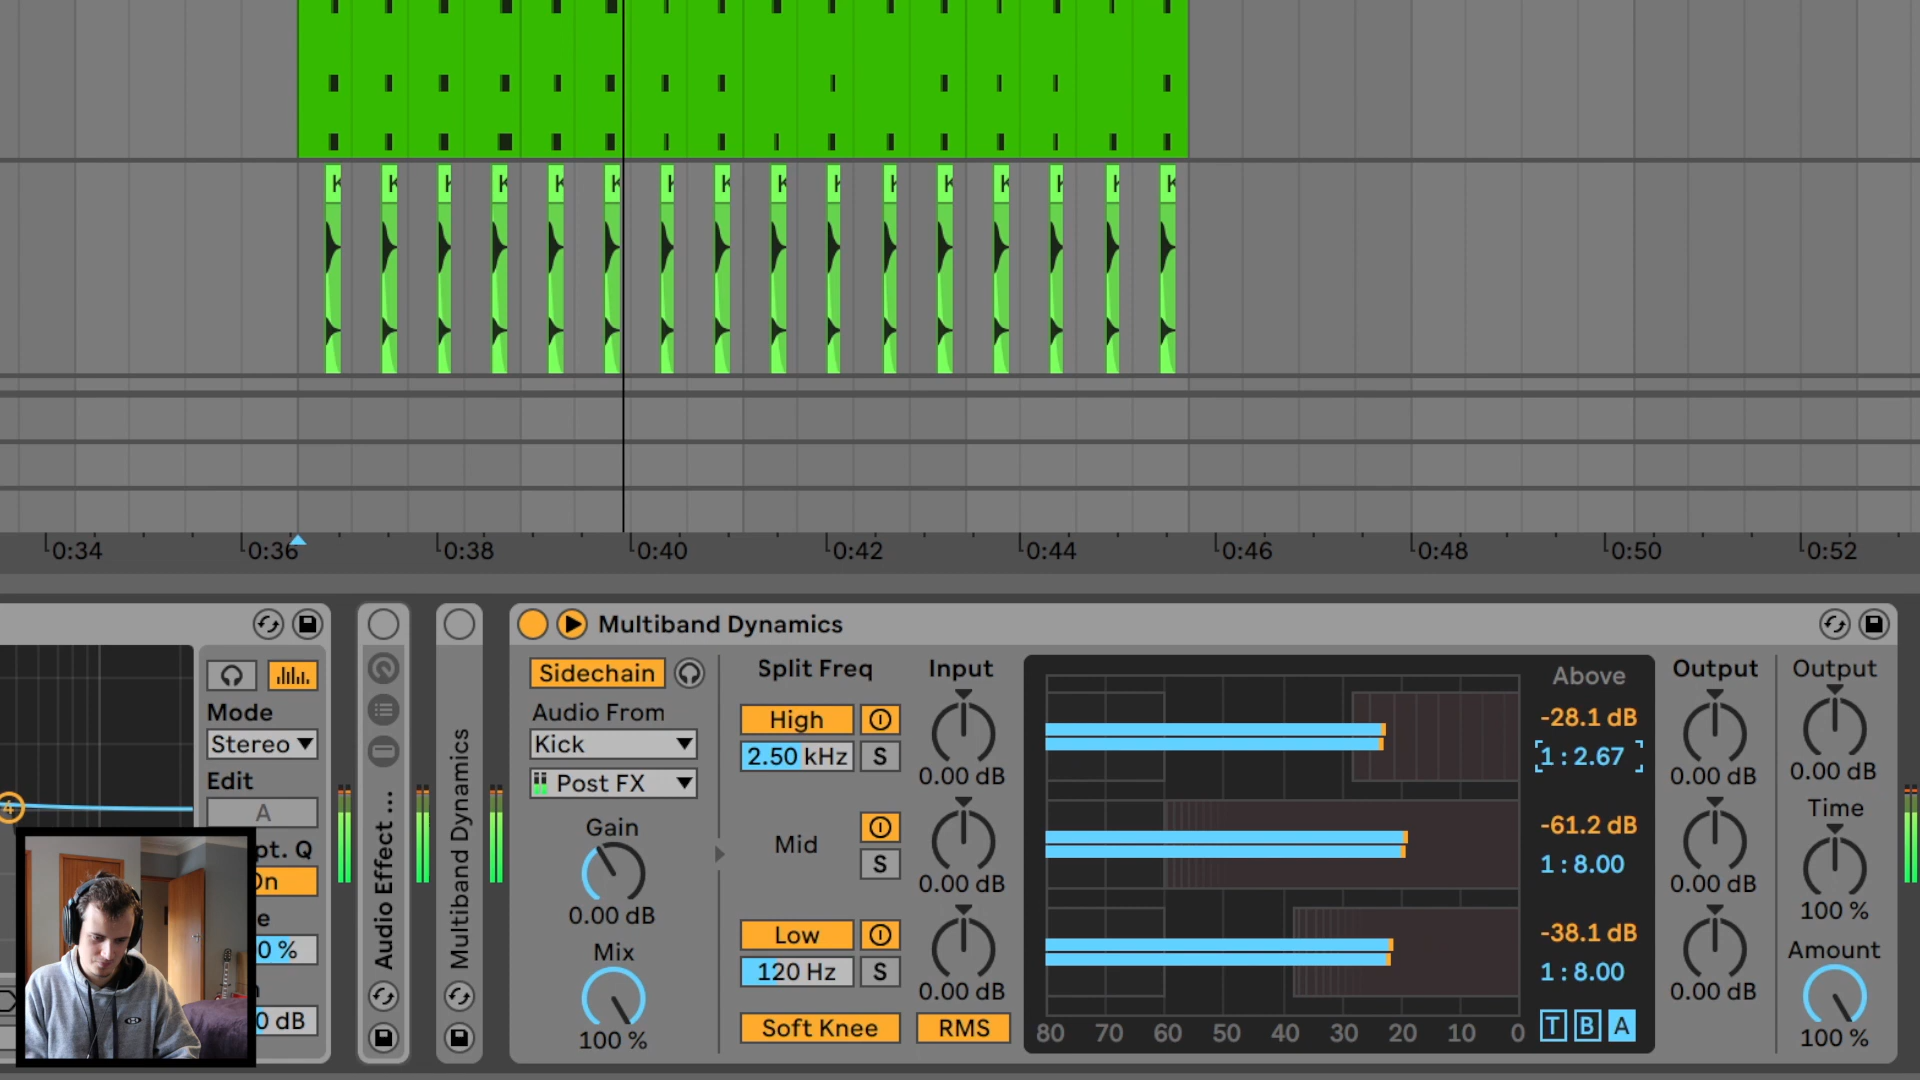 K K K K K K K K K K K K K K K K
0:34 0:36 0:38 0:40 0:42 0:44 0:46 0:48 0:50 0:52
Mode
Stereo
Edit
A
pt. Q
On
e
0 %
0 dB
4
Audio Effect ...
Multiband Dynamics
Multiband Dynamics
Sidechain
Audio From
Kick
Post FX
Gain
0.00 dB
Mix
100 %
Split Freq
High
2.50 kHz S
Mid
S
Low
120 Hz S
Soft Knee RMS
Input
0.00 dB
0.00 dB
0.00 dB
80 70 60 50 40 30 20 10 0
Above
-28.1 dB
1 : 2.67
-61.2 dB
1 : 8.00
-38.1 dB
1 : 8.00
T B A
Output
0.00 dB
0.00 dB
0.00 dB
Output
0.00 dB
Time
100 %
Amount
100 %